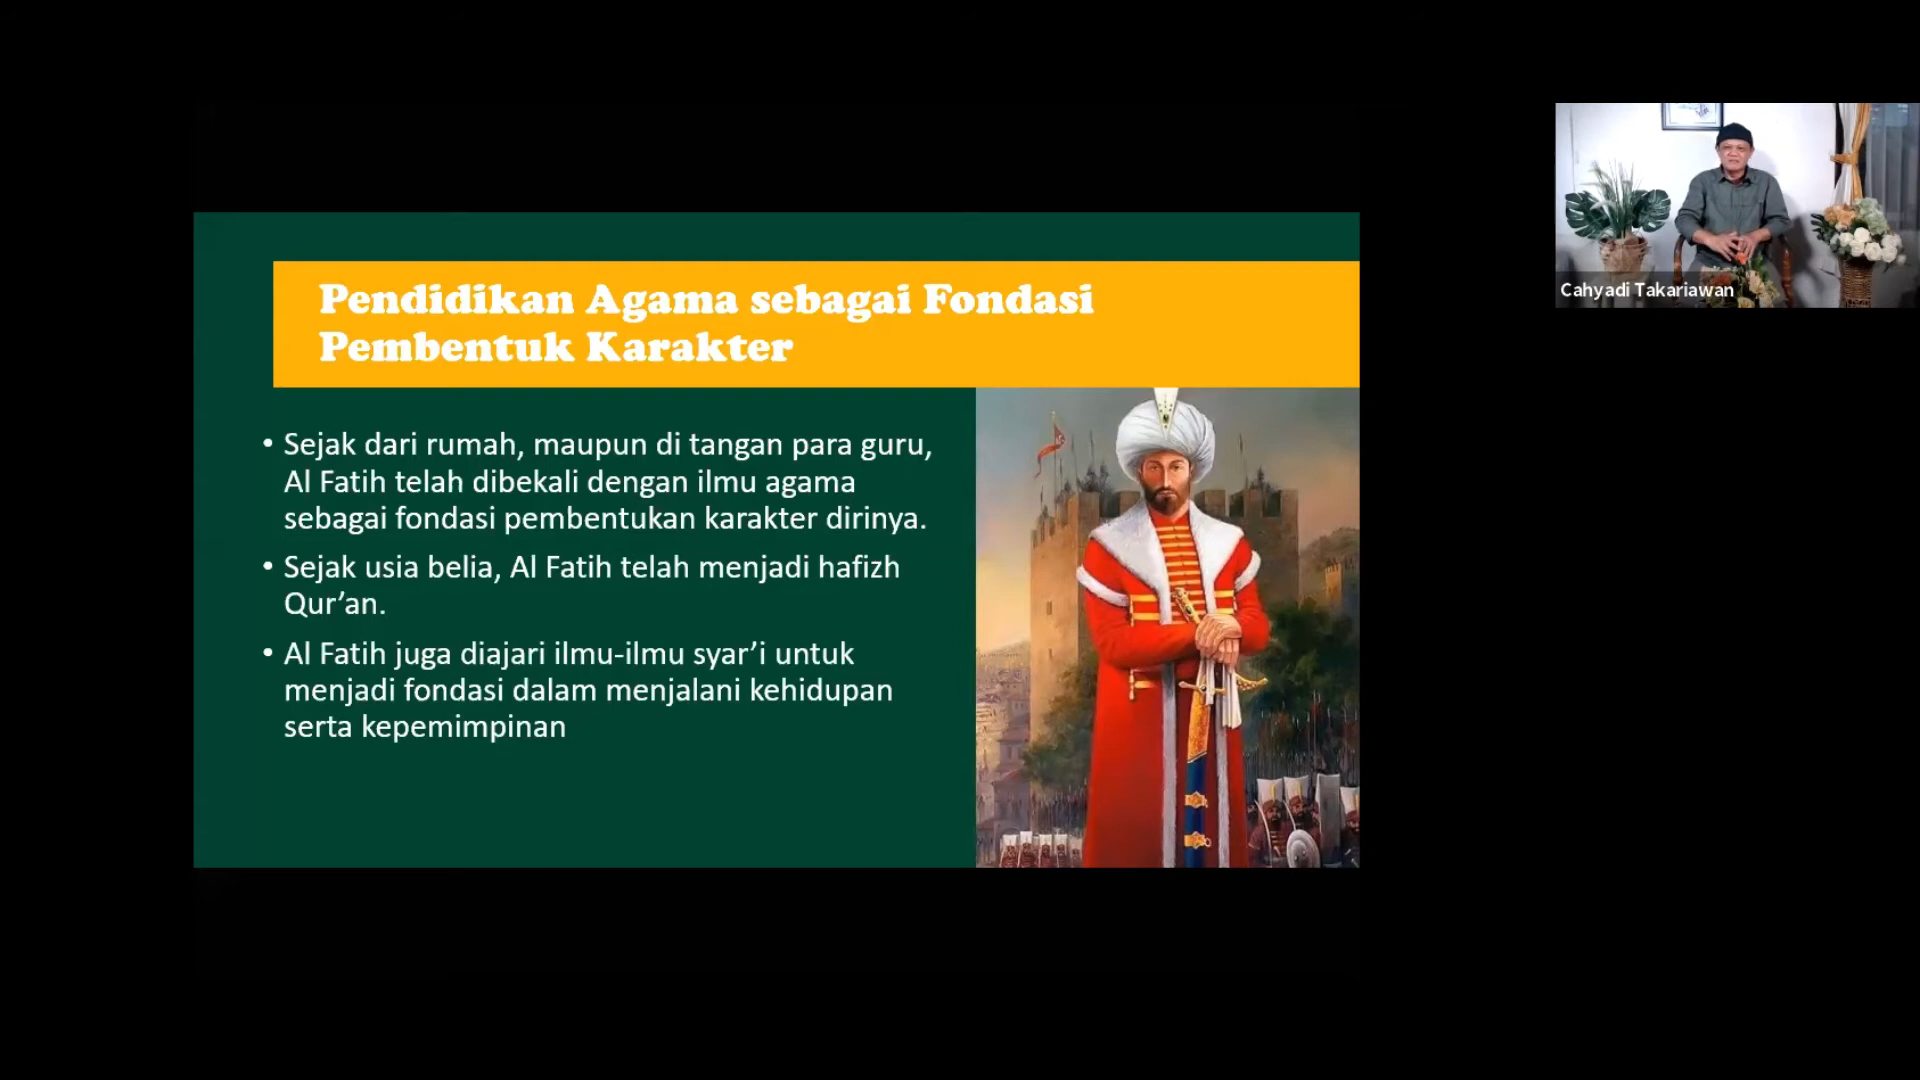 Pendidikan Agama sebagai Fondasi
Pembentuk Karakter
• Sejak dari rumah, maupun di tangan para guru,
Al Fatih telah dibekali dengan ilmu agama
sebagai fondasi pembentukan karakter dirinya.
• Sejak usia belia, Al Fatih telah menjadi hafizh
Qur’an.
• Al Fatih juga diajari ilmu-ilmu syar’i untuk
menjadi fondasi dalam menjalani kehidupan
serta kepemimpinan
Cahyadi Takariawan